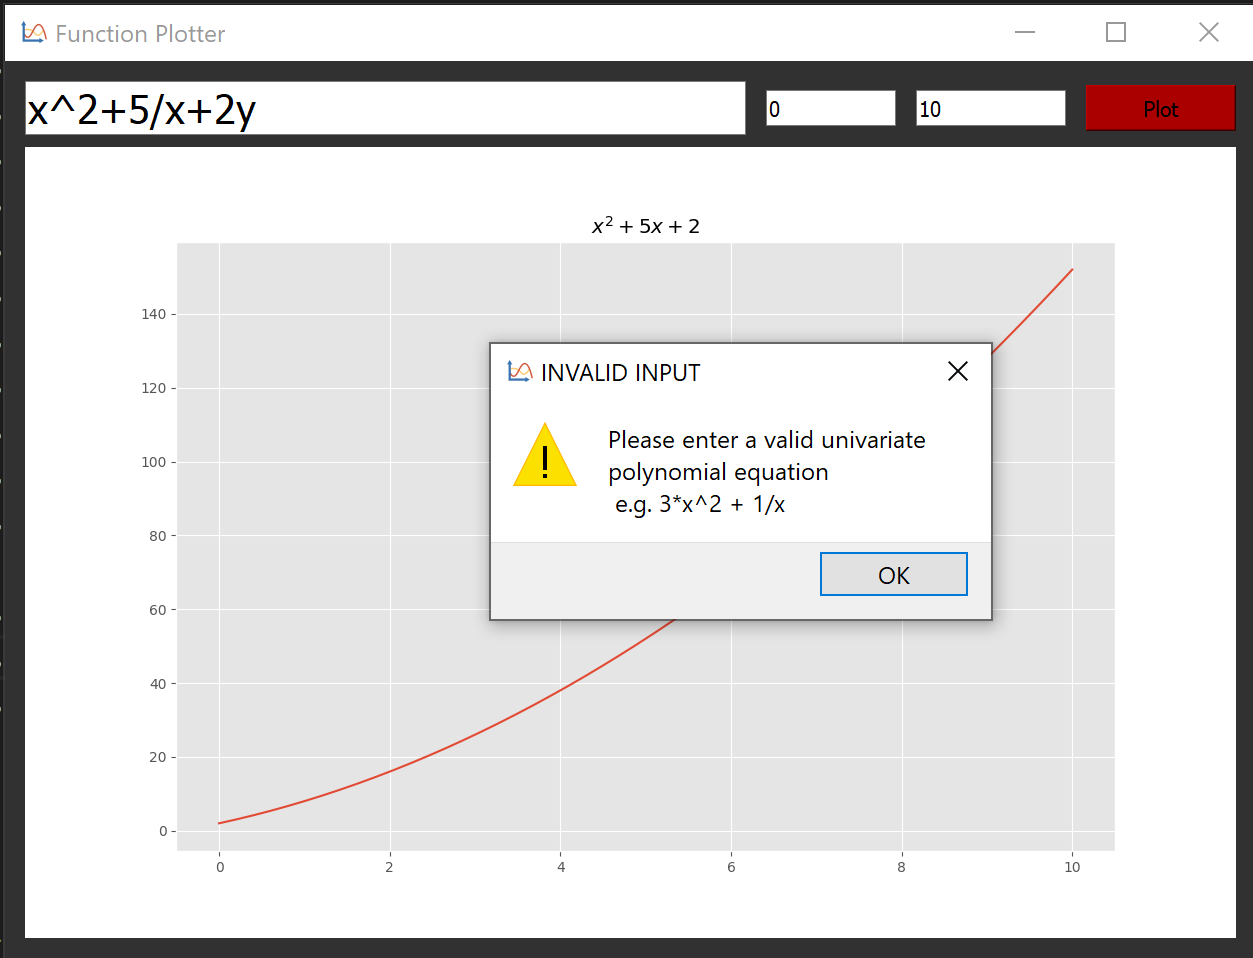 Function Plotter
x^2+5/x+2y
0
10
Plot
x² + 5x + 2
140
120
100
80
60
40
20
0
0 2 4 6 8 10
INVALID INPUT
Please enter a valid univariate
polynomial equation
e.g. 3*x^2 + 1/x
OK